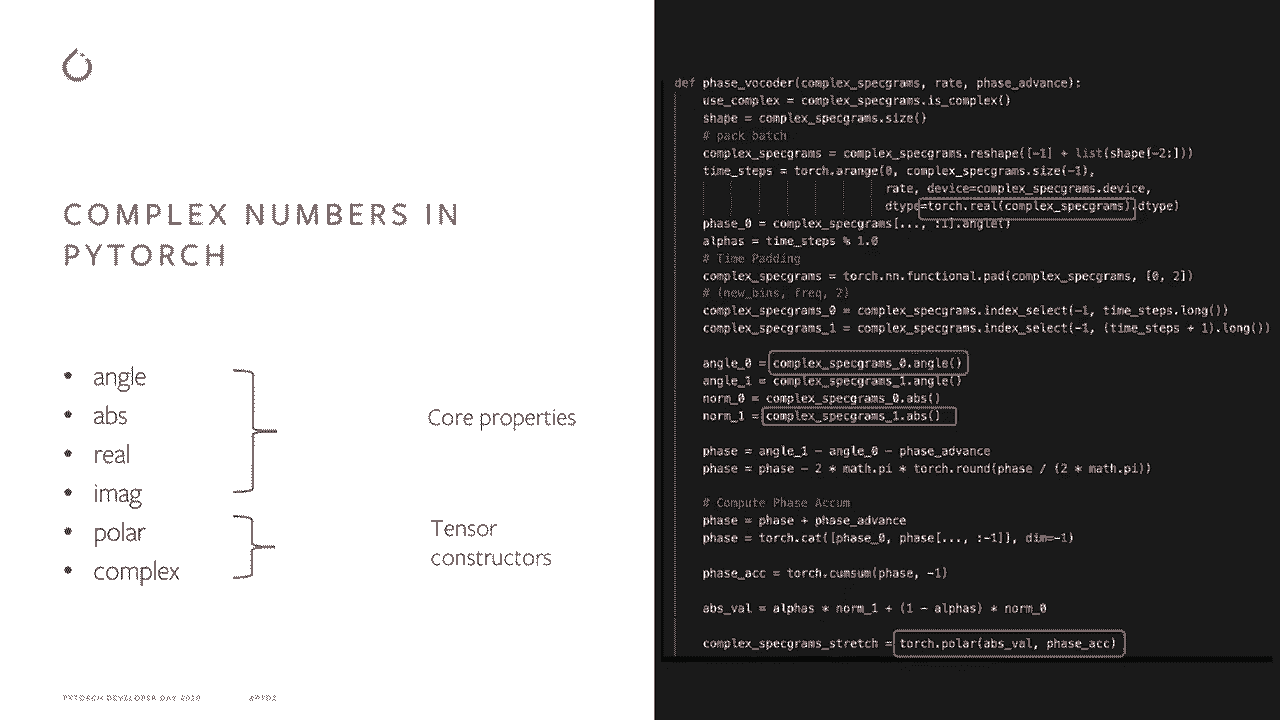 COMPLEX NUMBERS IN
PYTORCH
• angle
• abs
• real
• imag
• polar
• complex
Core properties
Tensor
constructors
PYTORCH DEVELOPER DAY 2020
def phase_vocoder(complex_specgrams, rate, phase_advance):
use_complex = complex_specgrams.is_complex()
shape = complex_specgrams.size()
# pack batch
complex_specgrams = complex_specgrams.reshape([-1] + list(shape[-2:]))
time_steps = torch.arange(0, complex_specgrams.size(-1),
rate, device=complex_specgrams.device,
dtype=torch.real(complex_specgrams).dtype)
phase_0 = complex_specgrams[..., :1].angle()
alphas = time_steps % 1.0
# Time Padding
complex_specgrams = torch.nn.functional.pad(complex_specgrams, [0, 2])
# (new_bins, freq, 2)
complex_specgrams_0 = complex_specgrams.index_select(-1, time_steps.long())
complex_specgrams_1 = complex_specgrams.index_select(-1, (time_steps + 1).long())
angle_0 = complex_specgrams_0.angle()
angle_1 = complex_specgrams_1.angle()
norm_0 = complex_specgrams_0.abs()
norm_1 = complex_specgrams_1.abs()
phase = angle_1 - angle_0 - phase_advance
phase = phase - 2 * math.pi * torch.round(phase / (2 * math.pi))
# Compute Phase Accum
phase = phase + phase_advance
phase = torch.cat([phase_0, phase[..., :-1]], dim=-1)
phase_acc = torch.cumsum(phase, -1)
abs_val = alphas * norm_1 + (1 - alphas) * norm_0
complex_specgrams_stretch = torch.polar(abs_val, phase_acc)